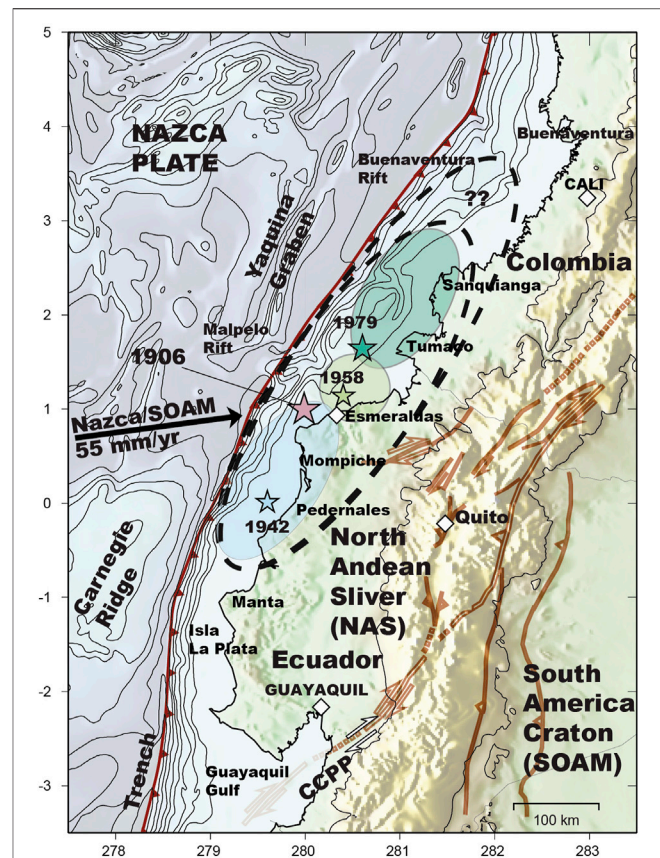 5
4
3
2
1
0
-1
-2
-3
278
279
280
281
282
283
NAZCA
PLATE
Buenaventura
Buenaventura
Rift
CALI
??
Yaquina
Graben
Colombia
Sanquianga
Malpelo
Rift
1979
Tumaco
1906
1958
Nazca/SOAM
55 mm/yr
Esmeraldas
Mompiche
Pedernales
1942
Quito
North
Andean
Sliver
(NAS)
Carnegie
Ridge
Manta
Isla
La Plata
Ecuador
GUAYAQUIL
South
America
Craton
(SOAM)
Trench
Guayaquil
Gulf
CCPP
100 km